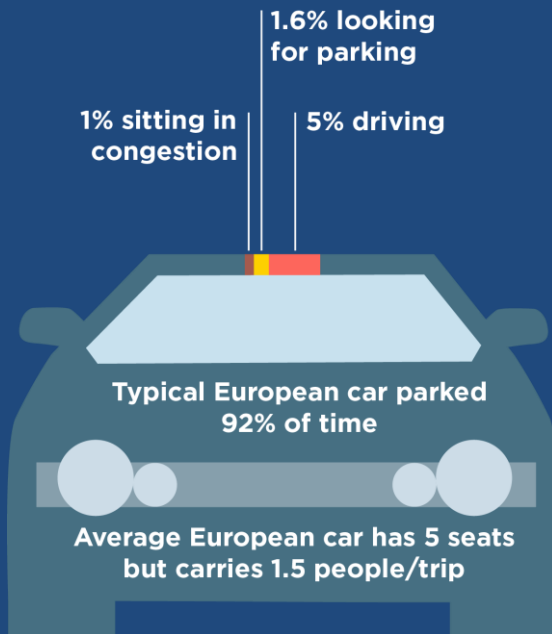 1.6% looking
for parking
1% sitting in
congestion
5% driving
Typical European car parked
92% of time
Average European car has 5 seats
but carries 1.5 people/trip